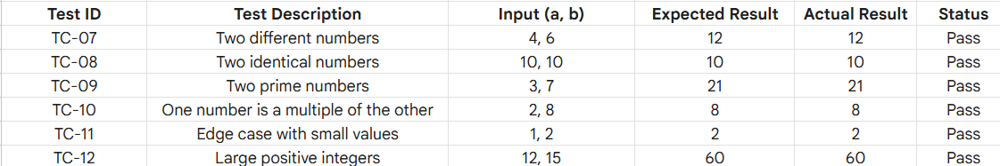 Test ID Test Description Input (a, b) Expected Result Actual Result Status
TC-07 Two different numbers 4, 6 12 12 Pass
TC-08 Two identical numbers 10, 10 10 10 Pass
TC-09 Two prime numbers 3, 7 21 21 Pass
TC-10 One number is a multiple of the other 2, 8 8 8 Pass
TC-11 Edge case with small values 1, 2 2 2 Pass
TC-12 Large positive integers 12, 15 60 60 Pass